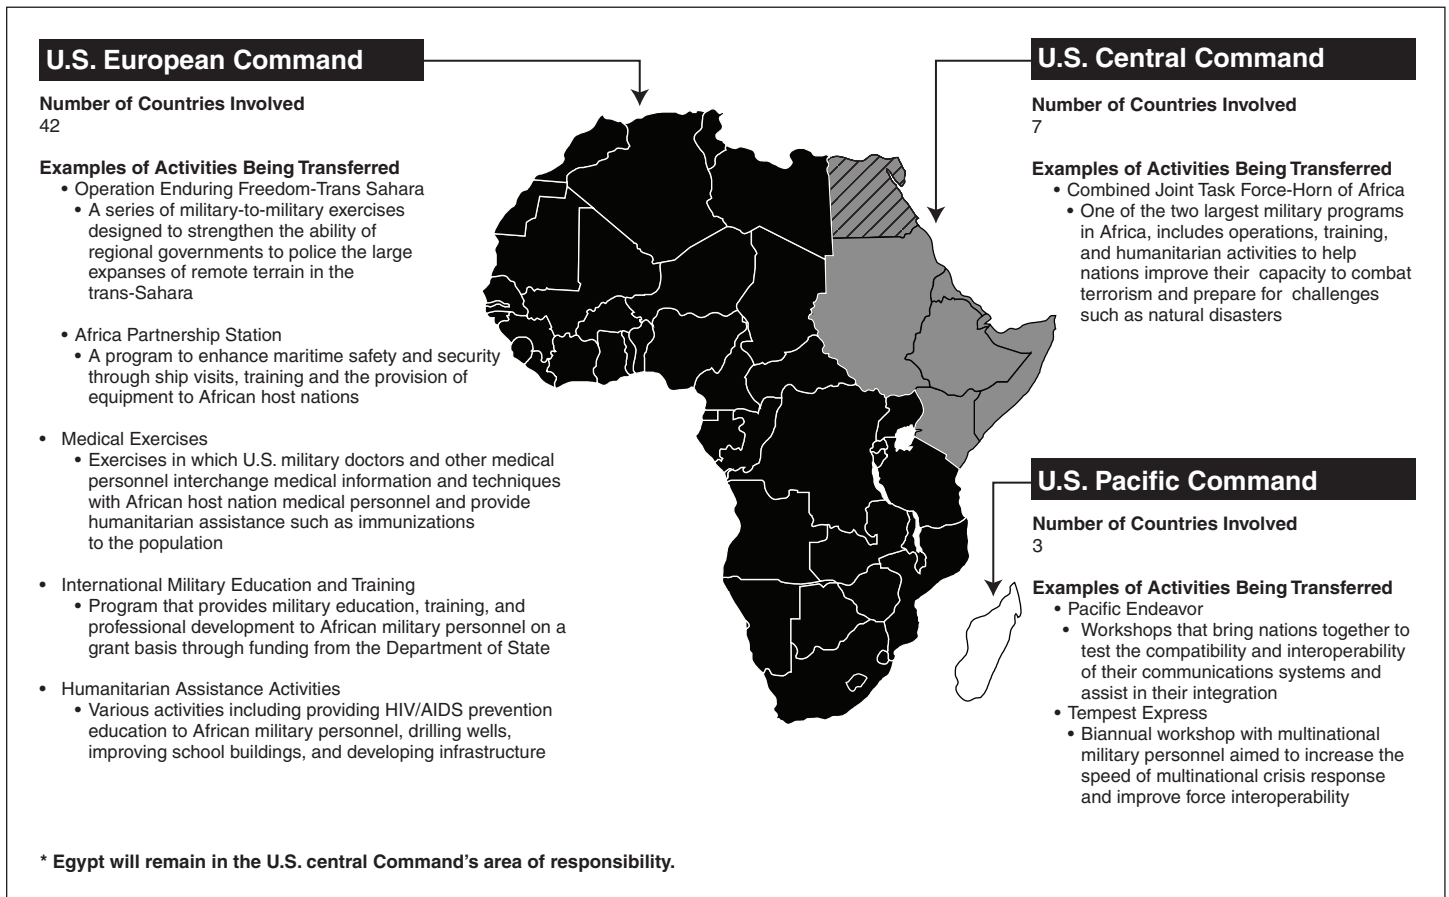 U.S. European Command
Number of Countries Involved
42
Examples of Activities Being Transferred
• Operation Enduring Freedom-Trans Sahara
• A series of military-to-military exercises
designed to strengthen the ability of
regional governments to police the large
expanses of remote terrain in the
trans-Sahara
• Africa Partnership Station
• A program to enhance maritime safety and security
through ship visits, training and the provision of
equipment to African host nations
• Medical Exercises
• Exercises in which U.S. military doctors and other medical
personnel interchange medical information and techniques
with African host nation medical personnel and provide
humanitarian assistance such as immunizations
to the population
• International Military Education and Training
• Program that provides military education, training, and
professional development to African military personnel on a
grant basis through funding from the Department of State
• Humanitarian Assistance Activities
• Various activities including providing HIV/AIDS prevention
education to African military personnel, drilling wells,
improving school buildings, and developing infrastructure
U.S. Central Command
Number of Countries Involved
7
Examples of Activities Being Transferred
• Combined Joint Task Force-Horn of Africa
• One of the two largest military programs
in Africa, includes operations, training,
and humanitarian activities to help
nations improve their capacity to combat
terrorism and prepare for challenges
such as natural disasters
U.S. Pacific Command
Number of Countries Involved
3
Examples of Activities Being Transferred
• Pacific Endeavor
• Workshops that bring nations together to
test the compatibility and interoperability
of their communications systems and
assist in their integration
• Tempest Express
• Biannual workshop with multinational
military personnel aimed to increase the
speed of multinational crisis response
and improve force interoperability
* Egypt will remain in the U.S. central Command's area of responsibility.